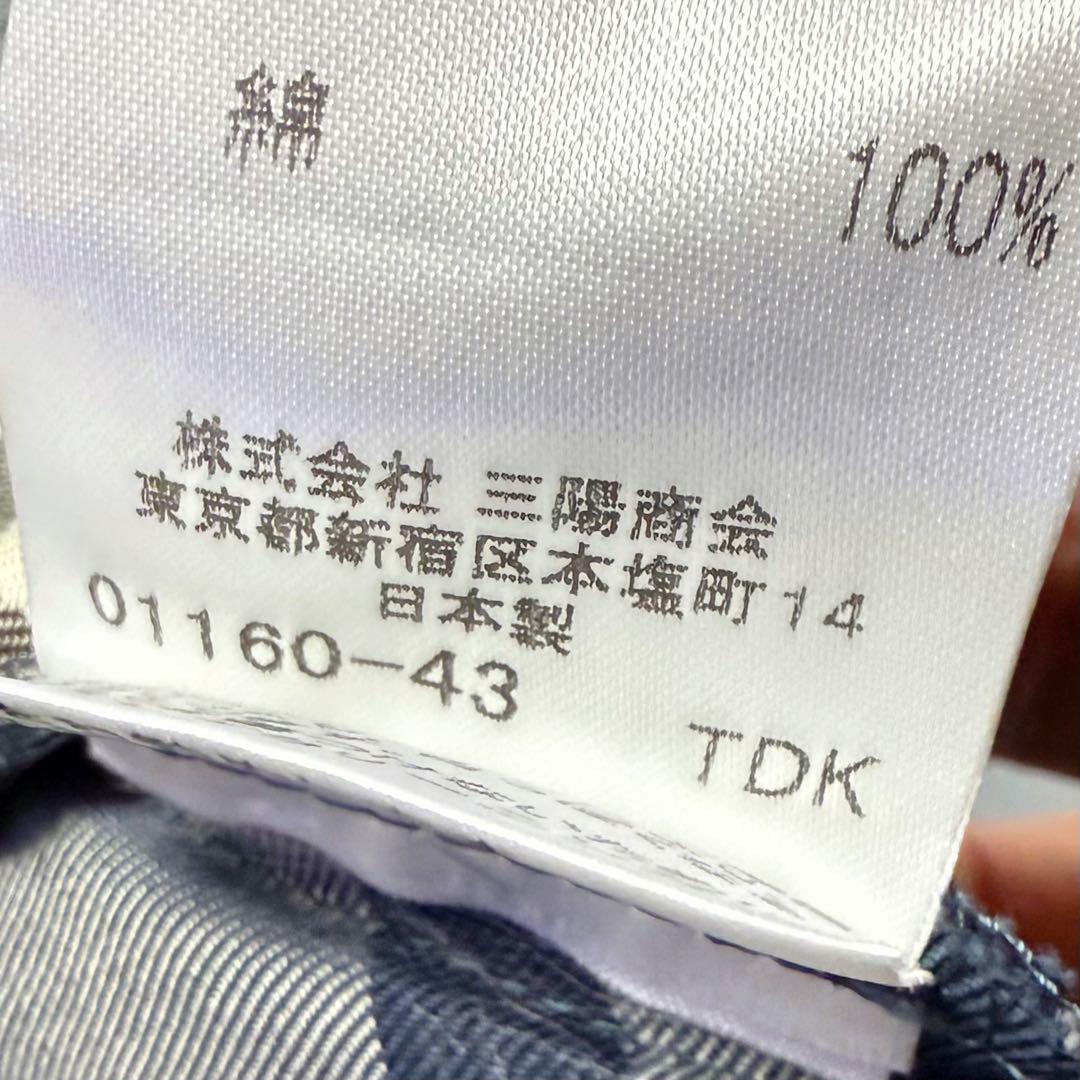 綿 100%
株式会社 三陽商会
東京都新宿区本塩町14
日本製
01160-43
TDK